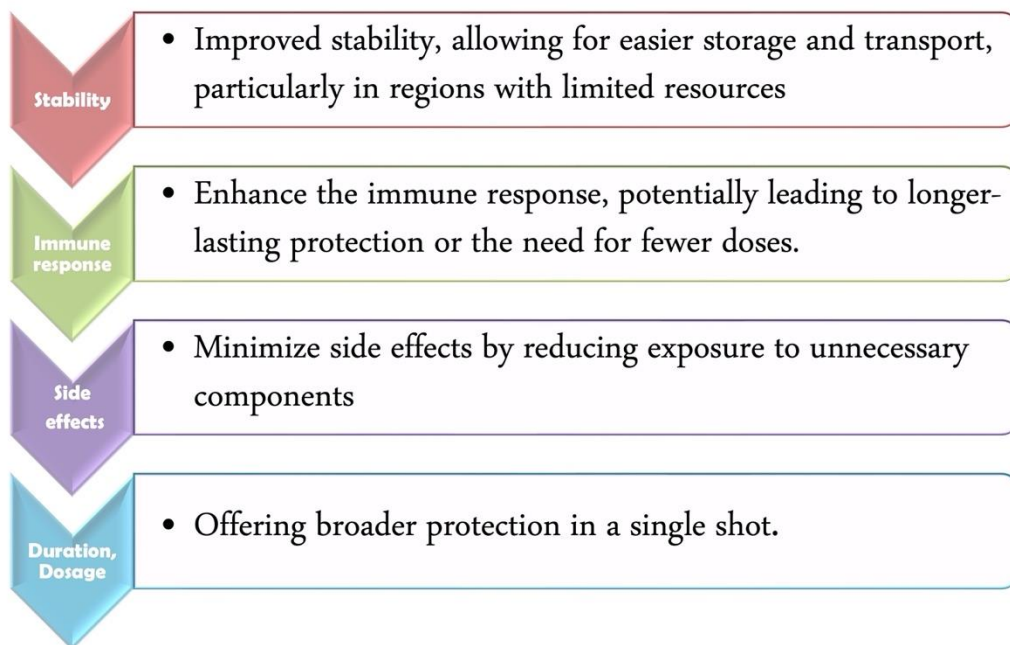 Stability
• Improved stability, allowing for easier storage and transport,
particularly in regions with limited resources
Immune
response
• Enhance the immune response, potentially leading to longer-
lasting protection or the need for fewer doses.
Side
effects
• Minimize side effects by reducing exposure to unnecessary
components
Duration,
Dosage
• Offering broader protection in a single shot.